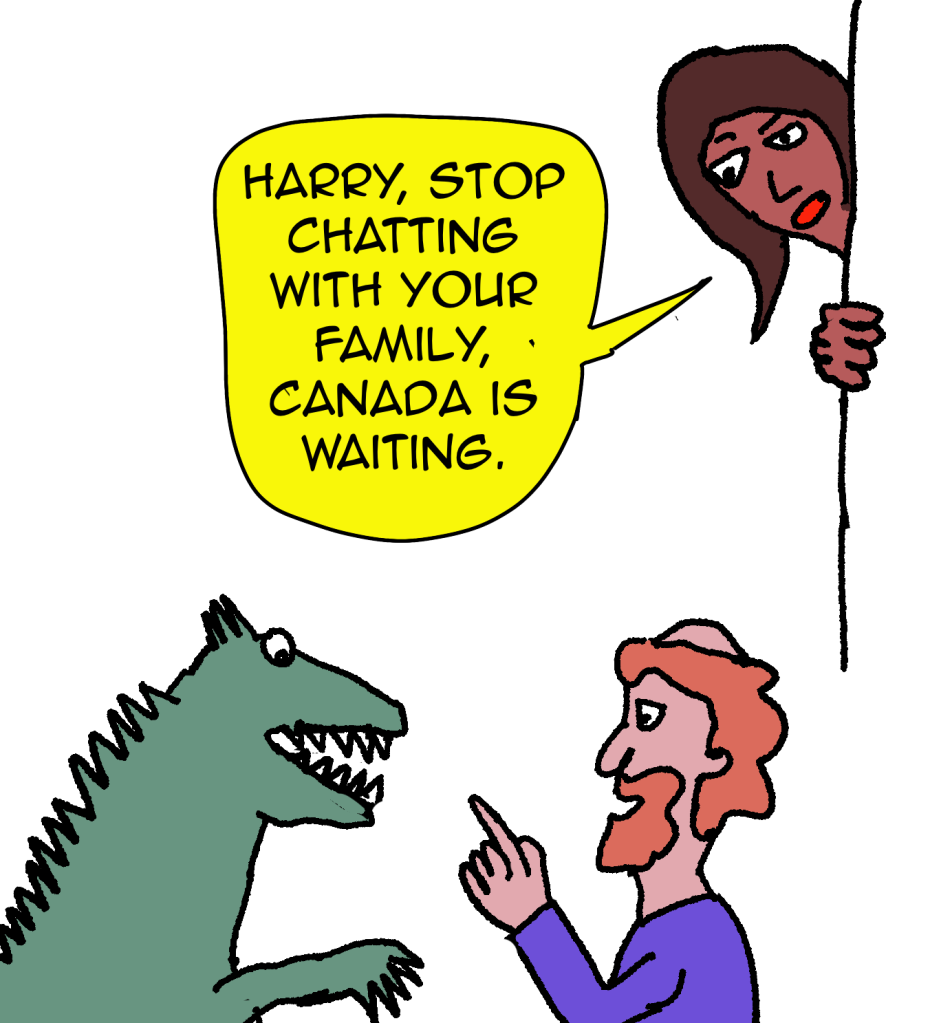 HARRY, STOP
CHATTING
WITH YOUR
FAMILY,
CANADA IS
WAITING.